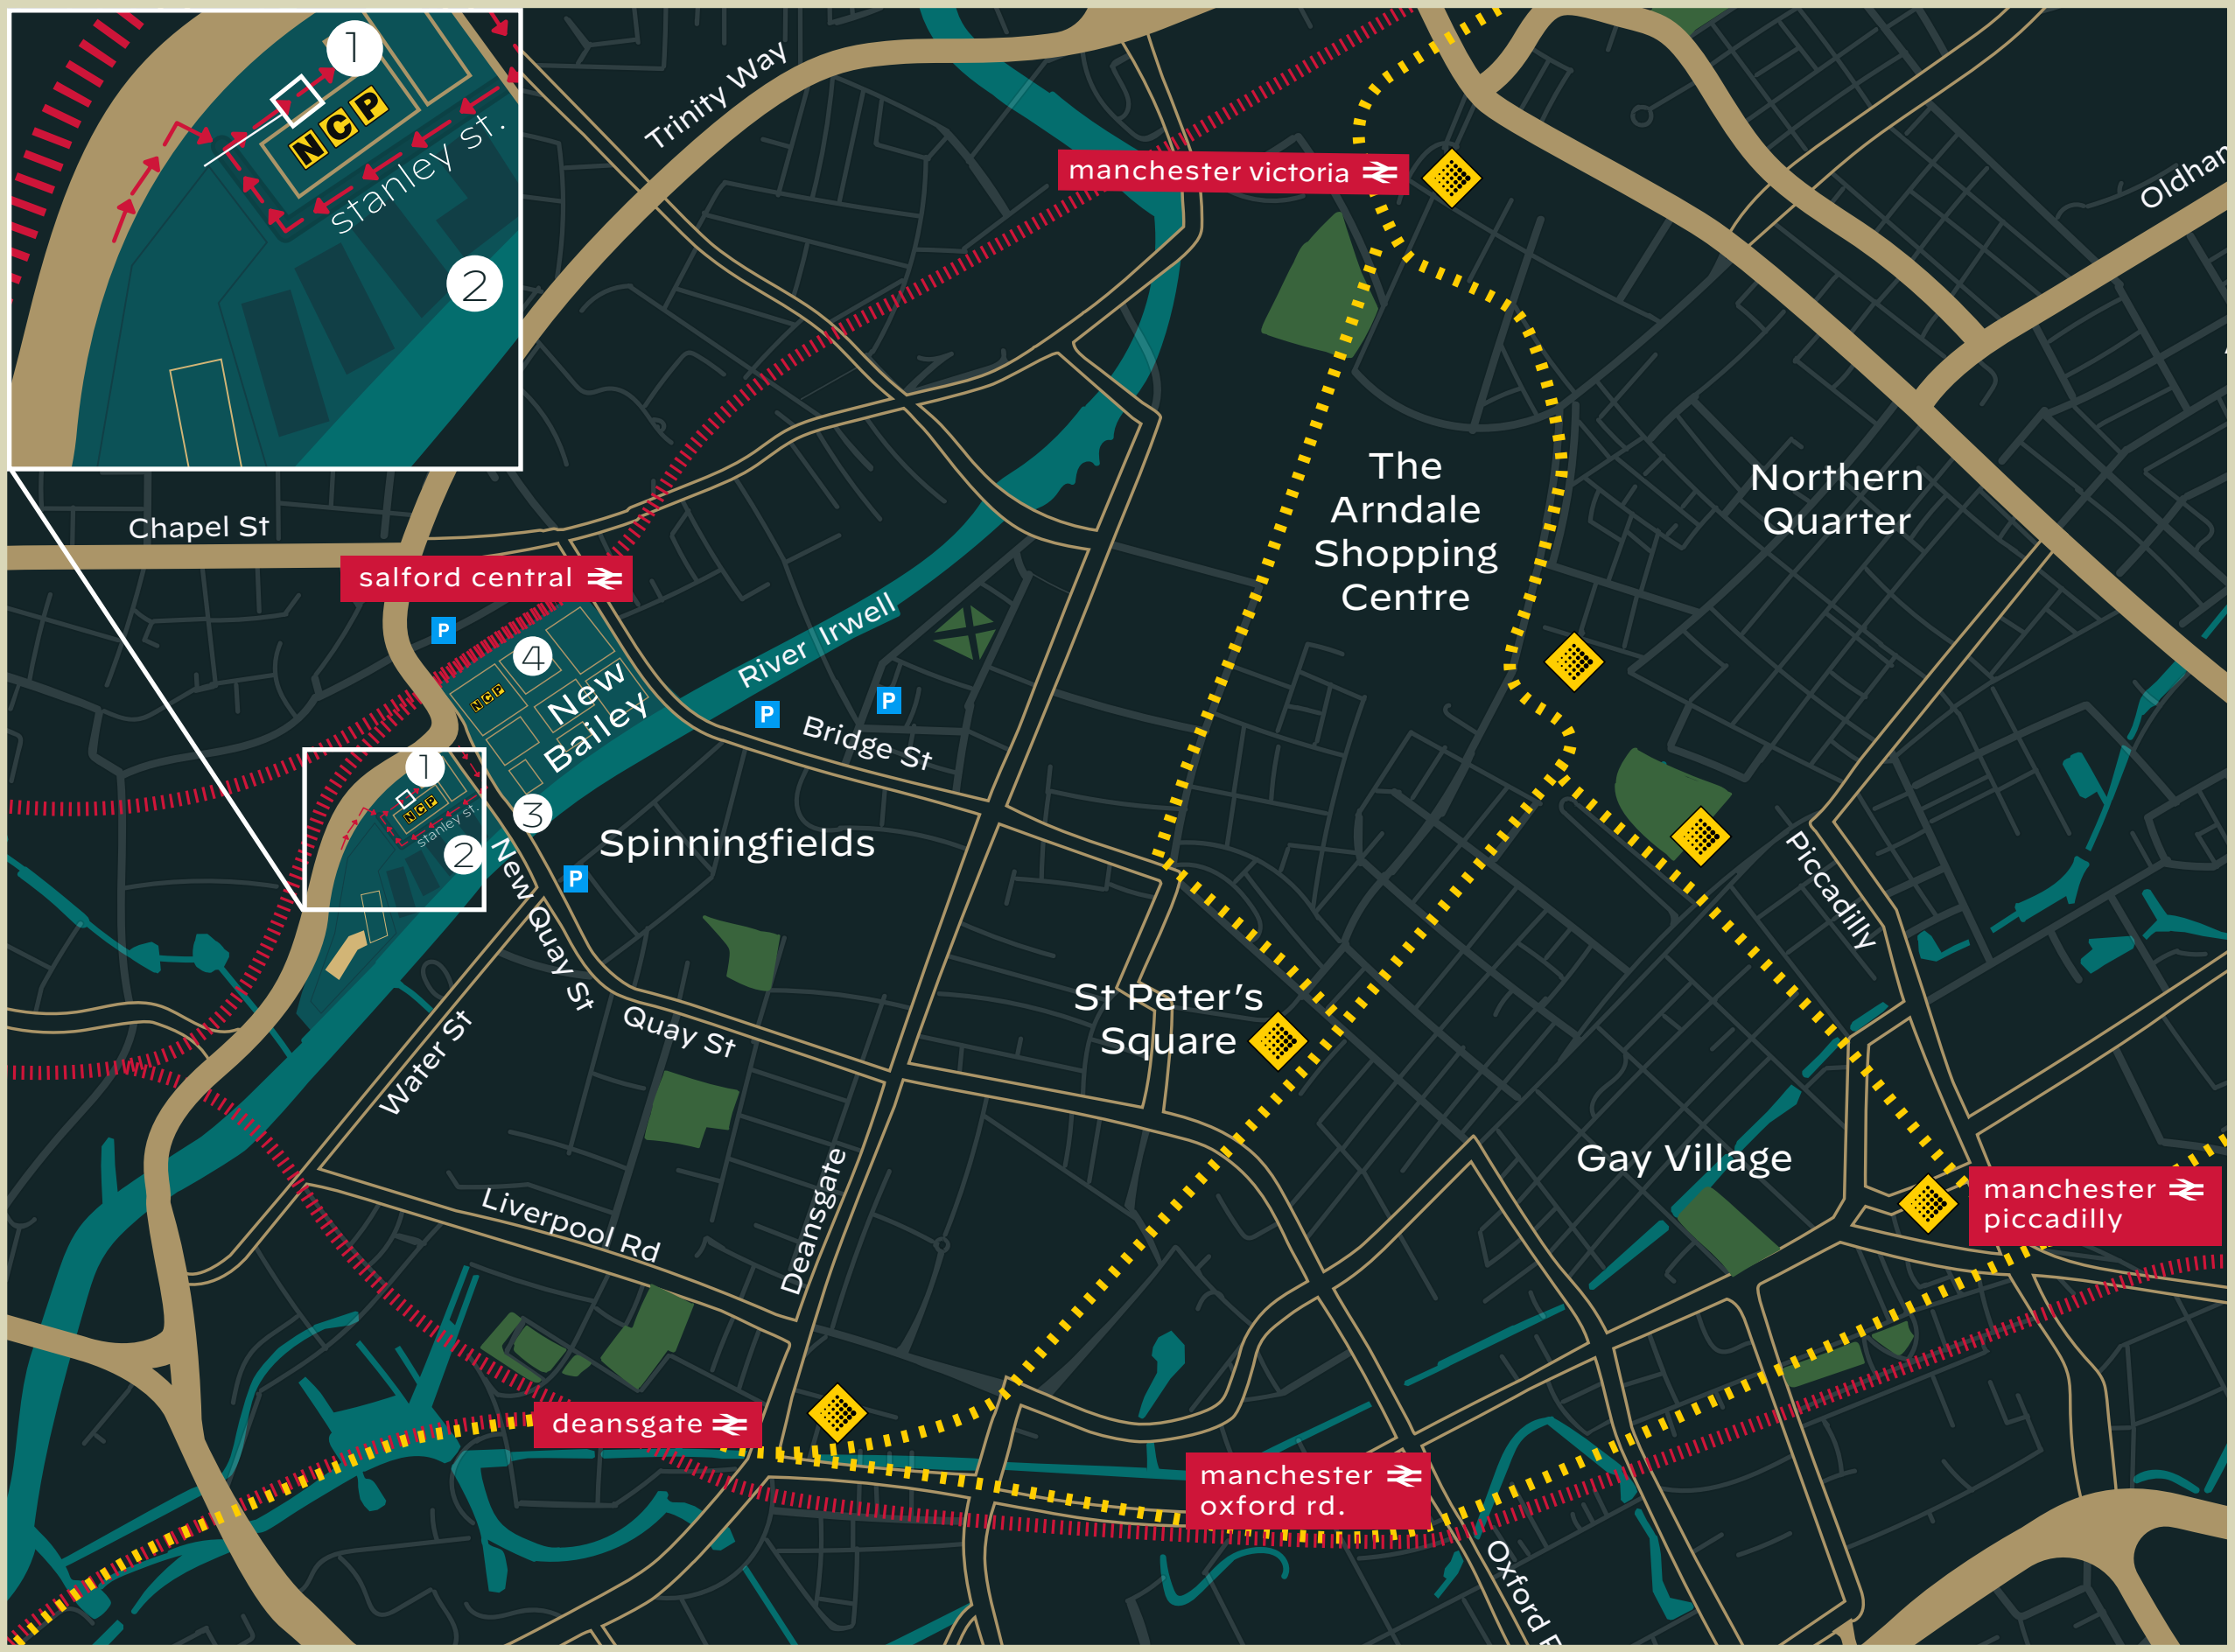 1
NCP
stanley st.
2
Trinity Way
manchester victoria
Oldham
The
Arndale
Shopping
Centre
Northern
Quarter
Chapel St
salford central
P
4
NCP
New
Bailey
River Irwell
P
P
Bridge St
1
NCP
stanley st.
2
3
Spinningfields
P
New Quay St
Piccadilly
St Peter's
Square
Quay St
Water St
Deansgate
Liverpool Rd
Gay Village
manchester
piccadilly
deansgate
manchester
oxford rd.
Oxford